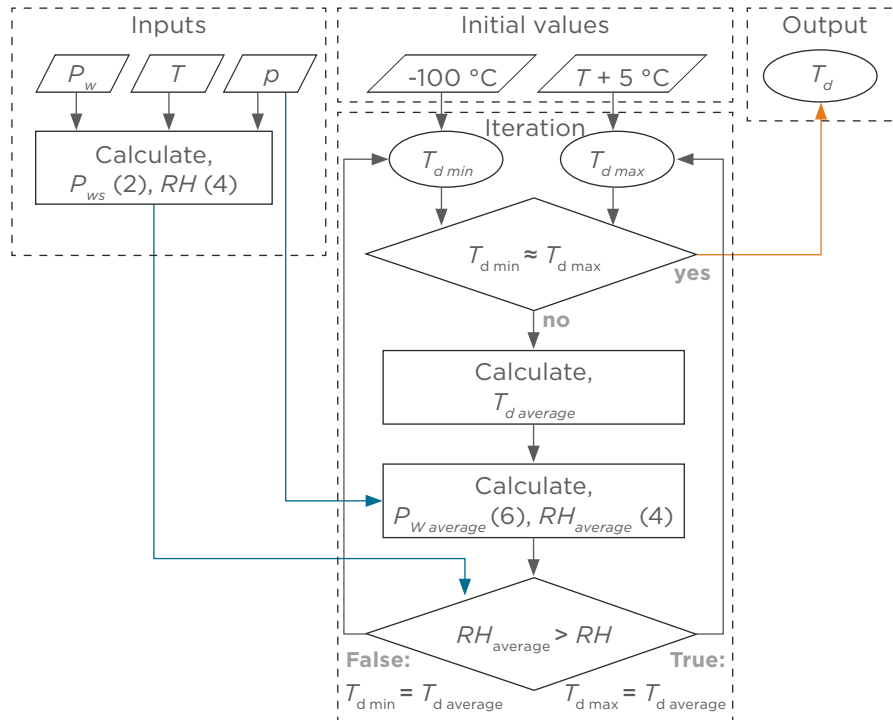 Inputs
P_w
T
p
Calculate,
P_ws (2), RH (4)
Initial values
-100 °C
T + 5 °C
Output
T_d
Iteration
T_d min
T_d max
T_d min ≈ T_d max
yes
no
Calculate,
T_d average
Calculate,
P_W average (6), RH_average (4)
RH_average > RH
False:
T_d min = T_d average
True:
T_d max = T_d average